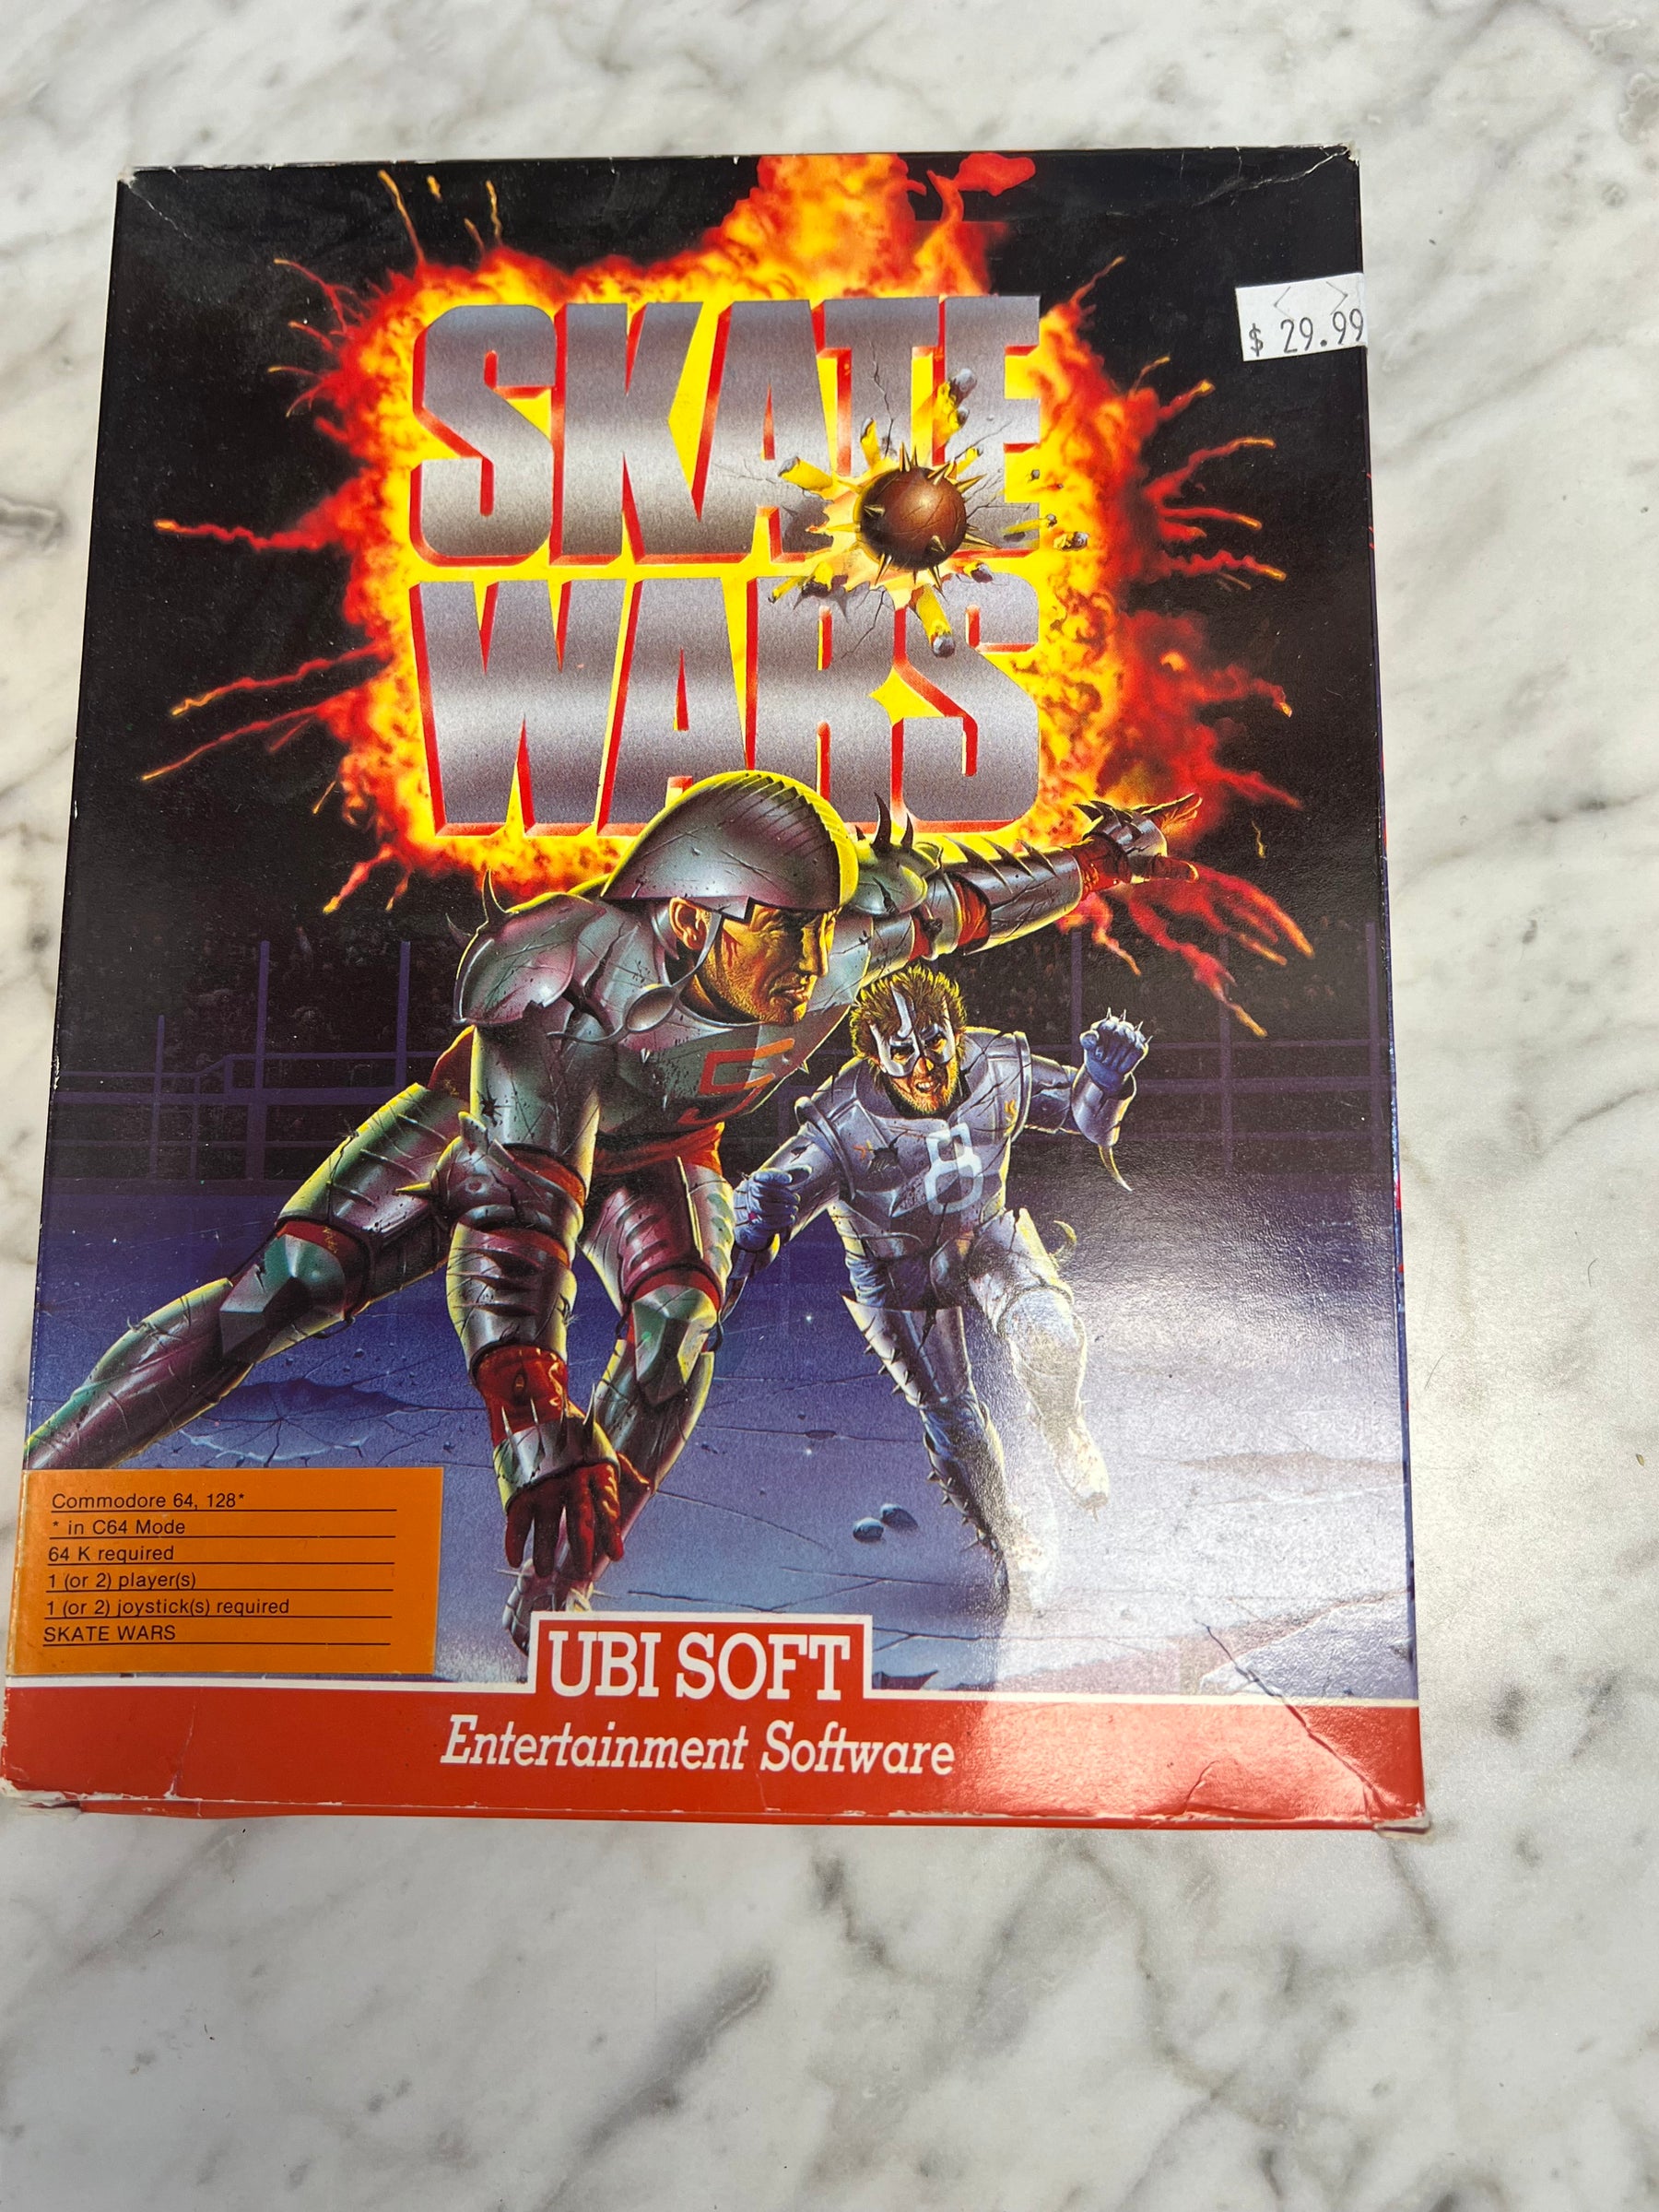 SKATE
WARS
$ 29.99
8
Commodore 64, 128*
* in C64 Mode
64 K required
1 (or 2) player(s)
1 (or 2) joystick(s) required
SKATE WARS
UBI SOFT
Entertainment Software